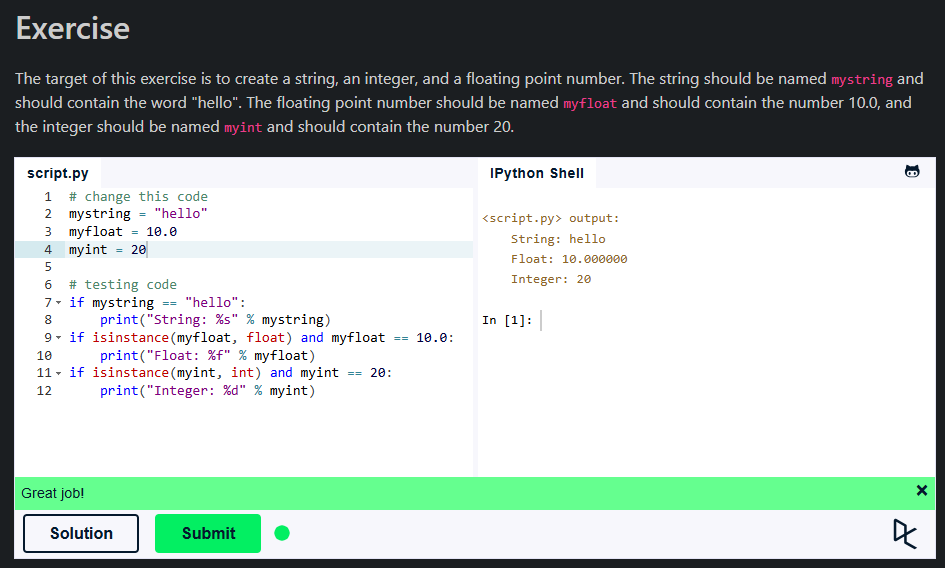 Exercise
The target of this exercise is to create a string, an integer, and a floating point number. The string should be named mystring and
should contain the word "hello". The floating point number should be named myfloat and should contain the number 10.0, and
the integer should be named myint and should contain the number 20.
script.py
1 # change this code
2 mystring = "hello"
3 myfloat = 10.0
4 myint = 20
5
6 # testing code
7 if mystring == "hello":
8     print("String: %s" % mystring)
9 if isinstance(myfloat, float) and myfloat == 10.0:
10     print("Float: %f" % myfloat)
11 if isinstance(myint, int) and myint == 20:
12     print("Integer: %d" % myint)
IPython Shell
<script.py> output:
    String: hello
    Float: 10.000000
    Integer: 20
In [1]:
Great job!
Solution
Submit